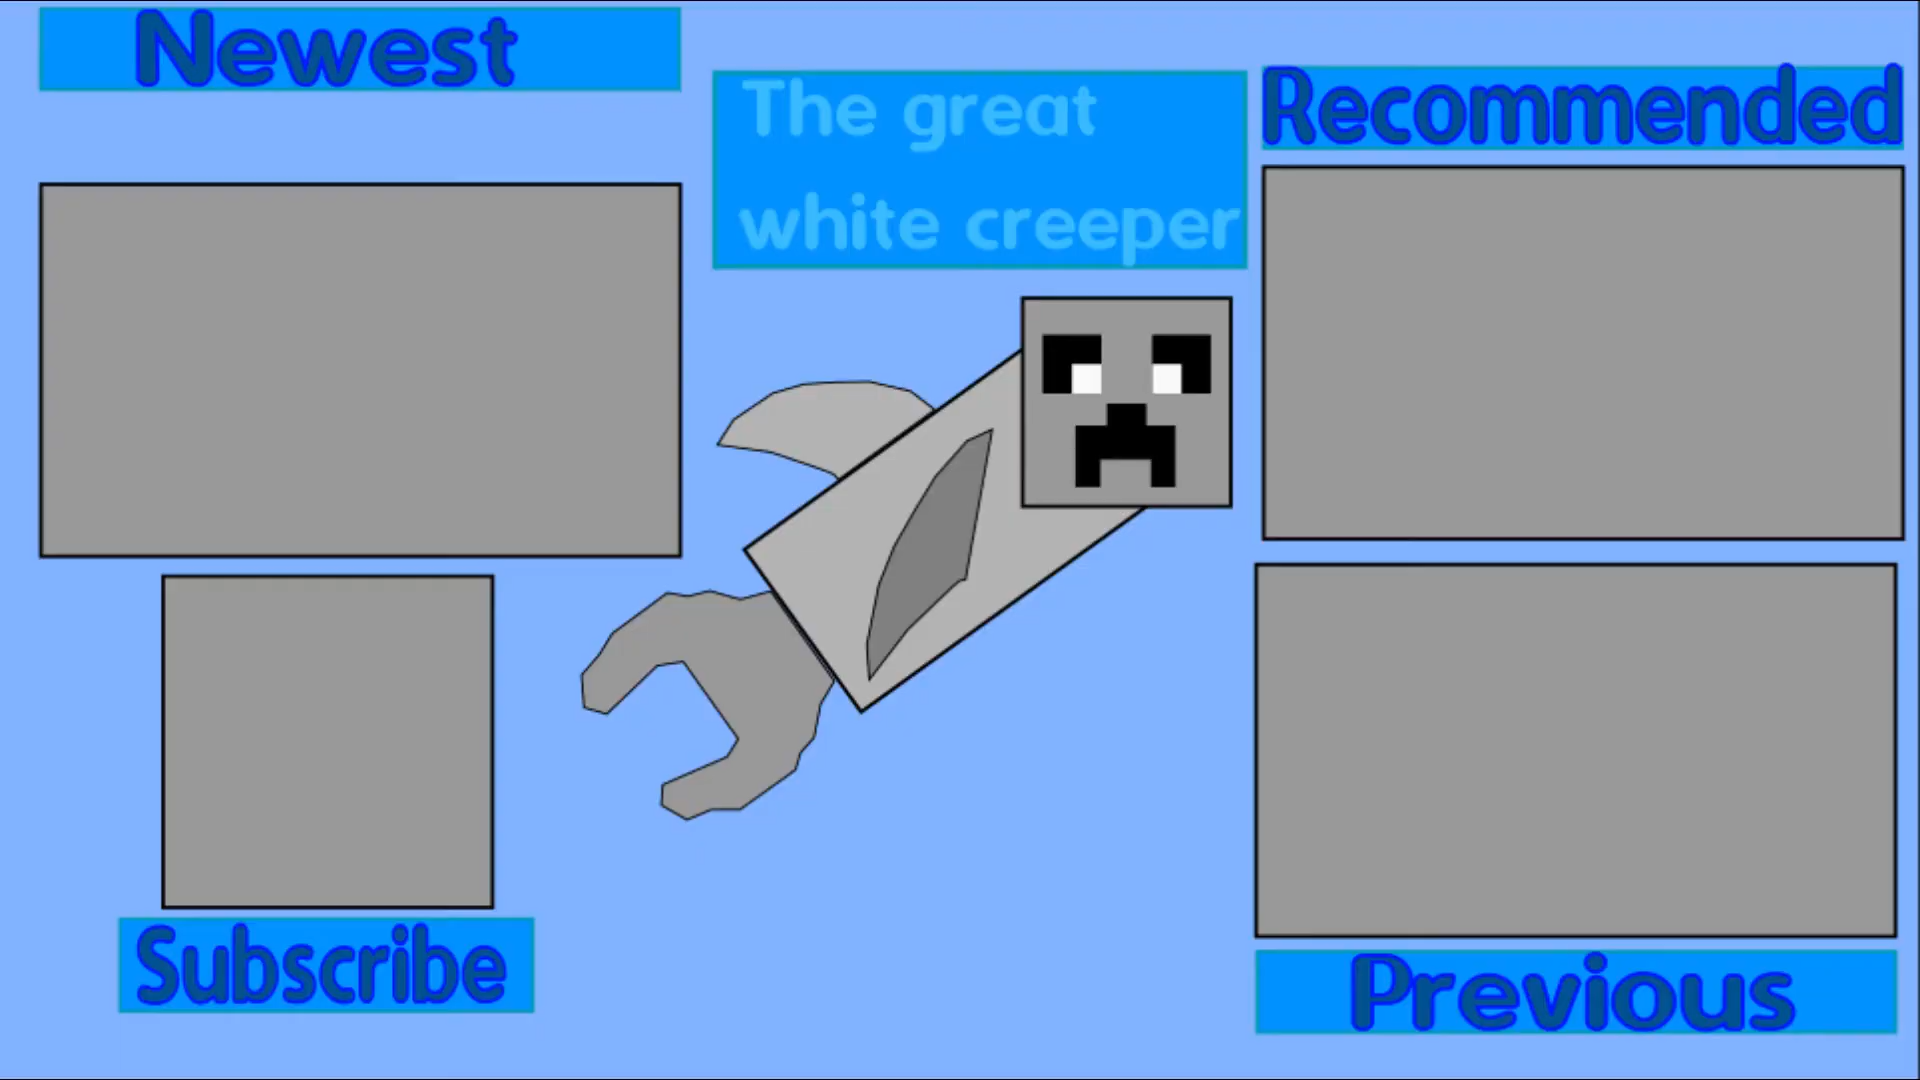 Newest
The great
white creeper
Recommended
Subscribe
Previous